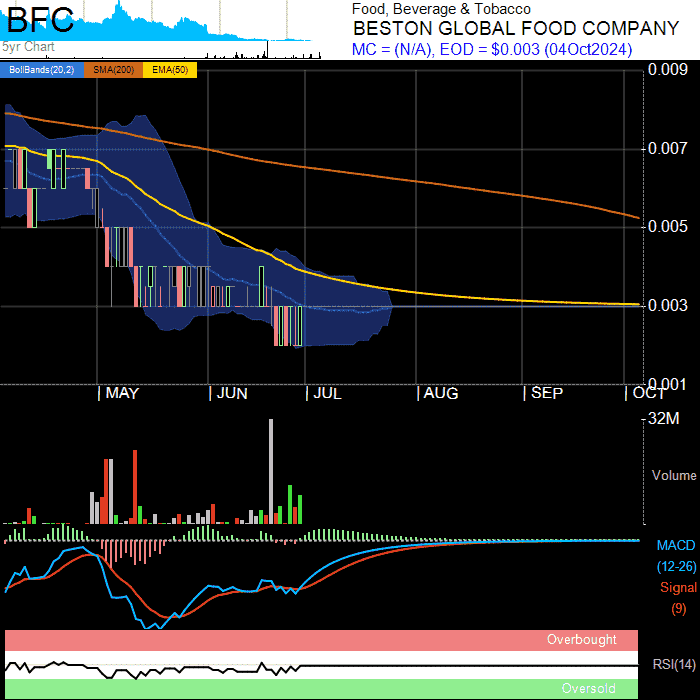 BFC
5yr Chart
Food, Beverage & Tobacco
BESTON GLOBAL FOOD COMPANY
MC = (N/A), EOD = $0.003 (04Oct2024)
BollBands(20,2) SMA(200) EMA(50)
0.009
0.007
0.005
0.003
0.001
MAY JUN JUL AUG SEP OCT
32M
Volume
MACD
(12-26)
Signal
(9)
Overbought
RSI(14)
Oversold